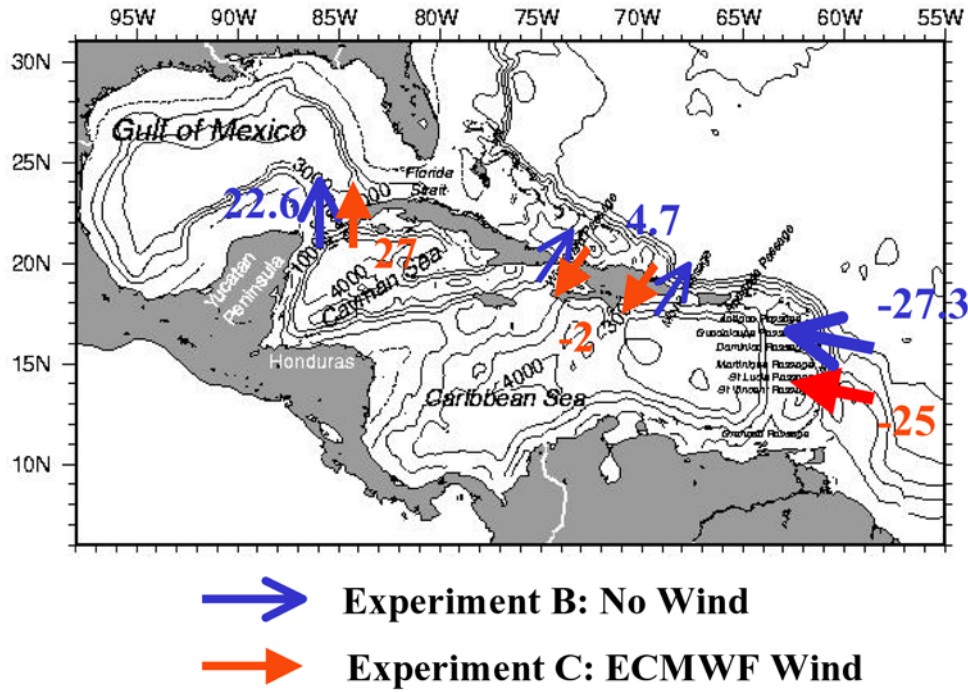 95W 90W 85W 80W 75W 70W 65W 60W 55W
30N
25N
20N
15N
10N
Gulf of Mexico
3000
Florida
Strait
22.6
27
4.7
-2
-27.3
-25
Yucatan
Peninsula
100
4000
Cayman Sea
Honduras
4000
Caribbean Sea
Passage
Antigua Passage
Dominica Passage
Martinique Passage
St Lucia Passage
St Vincent Passage
Grenada Passage
Experiment B: No Wind
Experiment C: ECMWF Wind